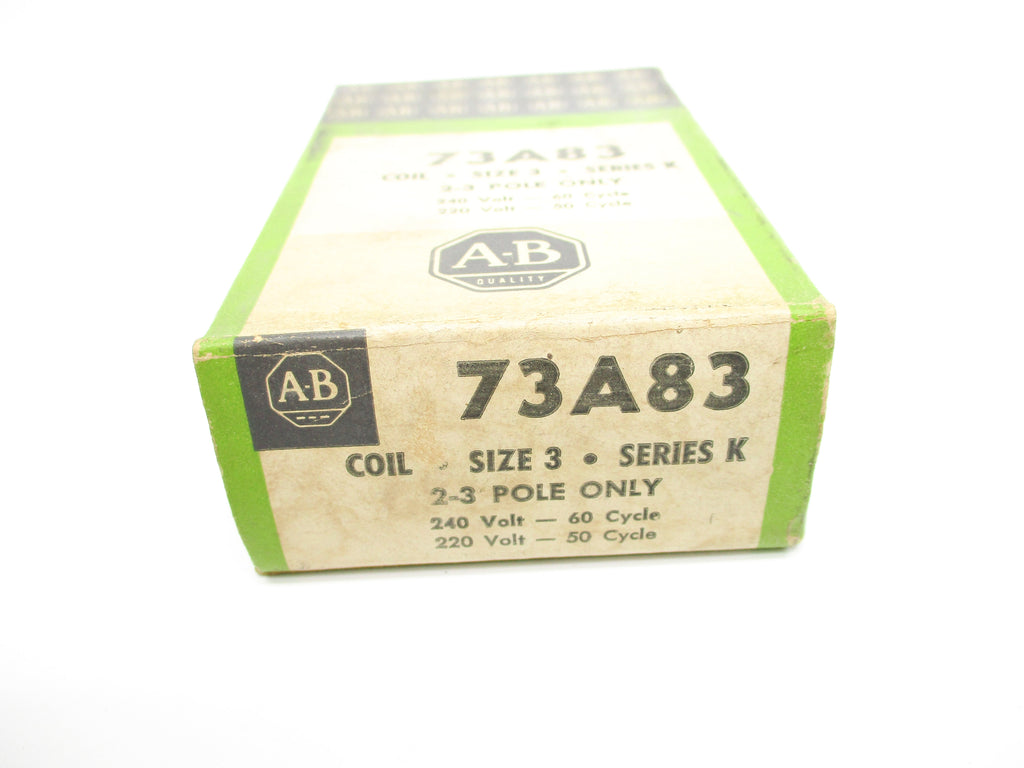 73A83
COIL • SIZE 3 • SERIES K
2-3 POLE ONLY
240 Volt — 60 Cycle
220 Volt — 50 Cycle
A-B
QUALITY
A-B
73A83
COIL • SIZE 3 • SERIES K
2-3 POLE ONLY
240 Volt — 60 Cycle
220 Volt — 50 Cycle